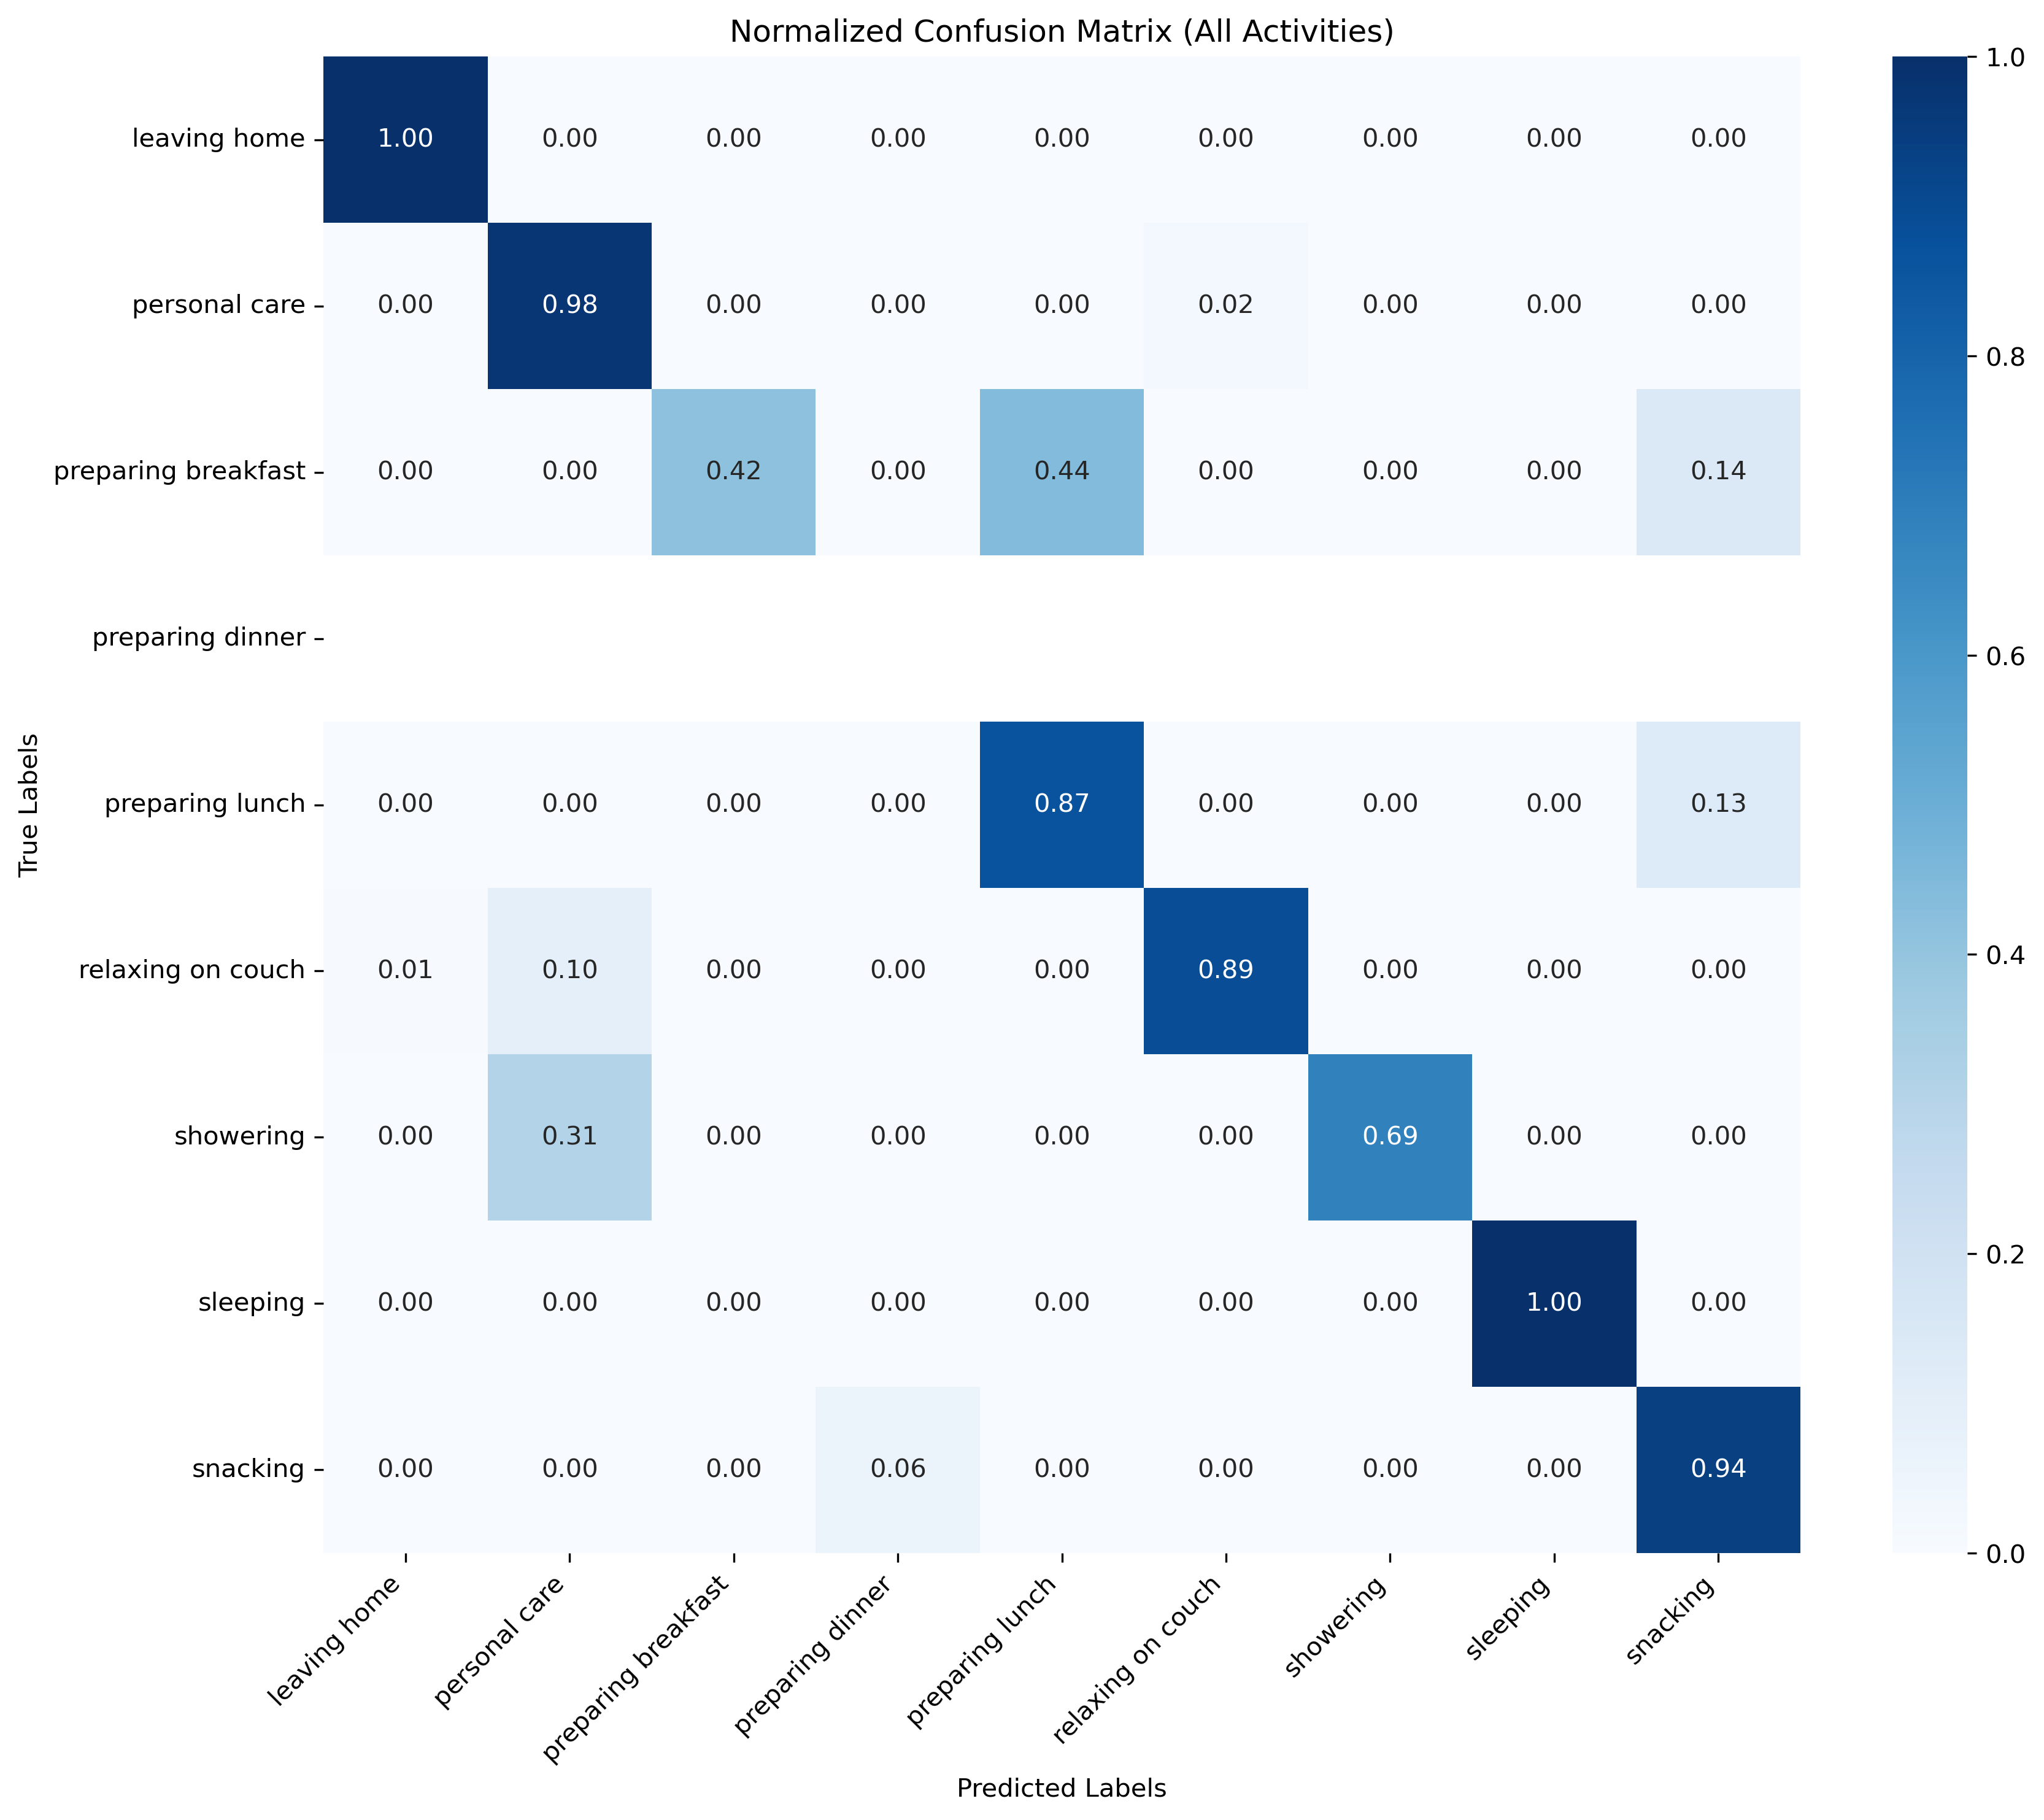 Normalized Confusion Matrix (All Activities)
leaving home 1.00 0.00 0.00 0.00 0.00 0.00 0.00 0.00 0.00
personal care 0.00 0.98 0.00 0.00 0.00 0.02 0.00 0.00 0.00
preparing breakfast 0.00 0.00 0.42 0.00 0.44 0.00 0.00 0.00 0.14
preparing dinner
preparing lunch 0.00 0.00 0.00 0.00 0.87 0.00 0.00 0.00 0.13
relaxing on couch 0.01 0.10 0.00 0.00 0.00 0.89 0.00 0.00 0.00
showering 0.00 0.31 0.00 0.00 0.00 0.00 0.69 0.00 0.00
sleeping 0.00 0.00 0.00 0.00 0.00 0.00 0.00 1.00 0.00
snacking 0.00 0.00 0.00 0.06 0.00 0.00 0.00 0.00 0.94
True Labels
leaving home
personal care
preparing breakfast
preparing dinner
preparing lunch
relaxing on couch
showering
sleeping
snacking
Predicted Labels
1.0
0.8
0.6
0.4
0.2
0.0